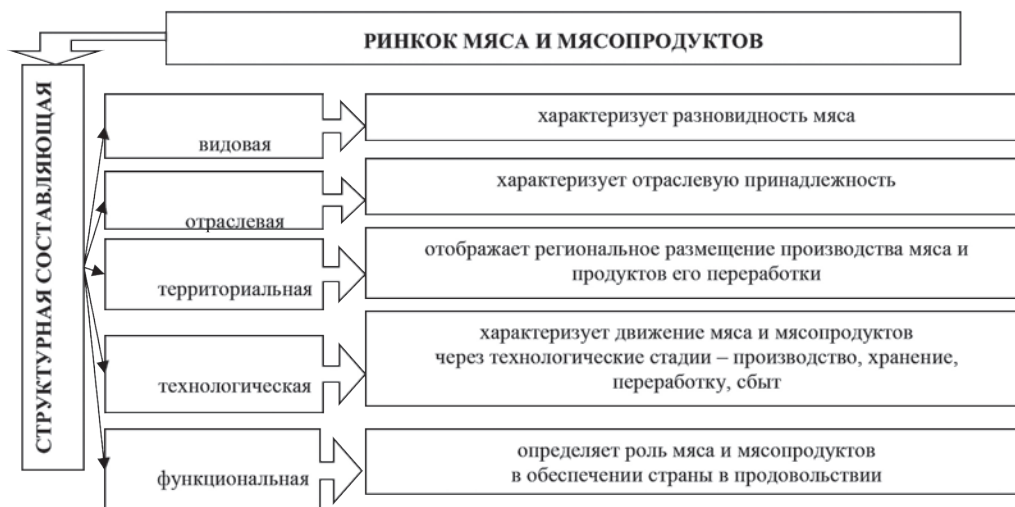 РИНКОК МЯСА И МЯСОПРОДУКТОВ
СТРУКТУРНАЯ СОСТАВЛЯЮЩАЯ
видовая
характеризует разновидность мяса
отраслевая
характеризует отраслевую принадлежность
территориальная
отображает региональное размещение производства мяса и
продуктов его переработки
технологическая
характеризует движение мяса и мясопродуктов
через технологические стадии – производство, хранение,
переработку, сбыт
функциональная
определяет роль мяса и мясопродуктов
в обеспечении страны в продовольствии